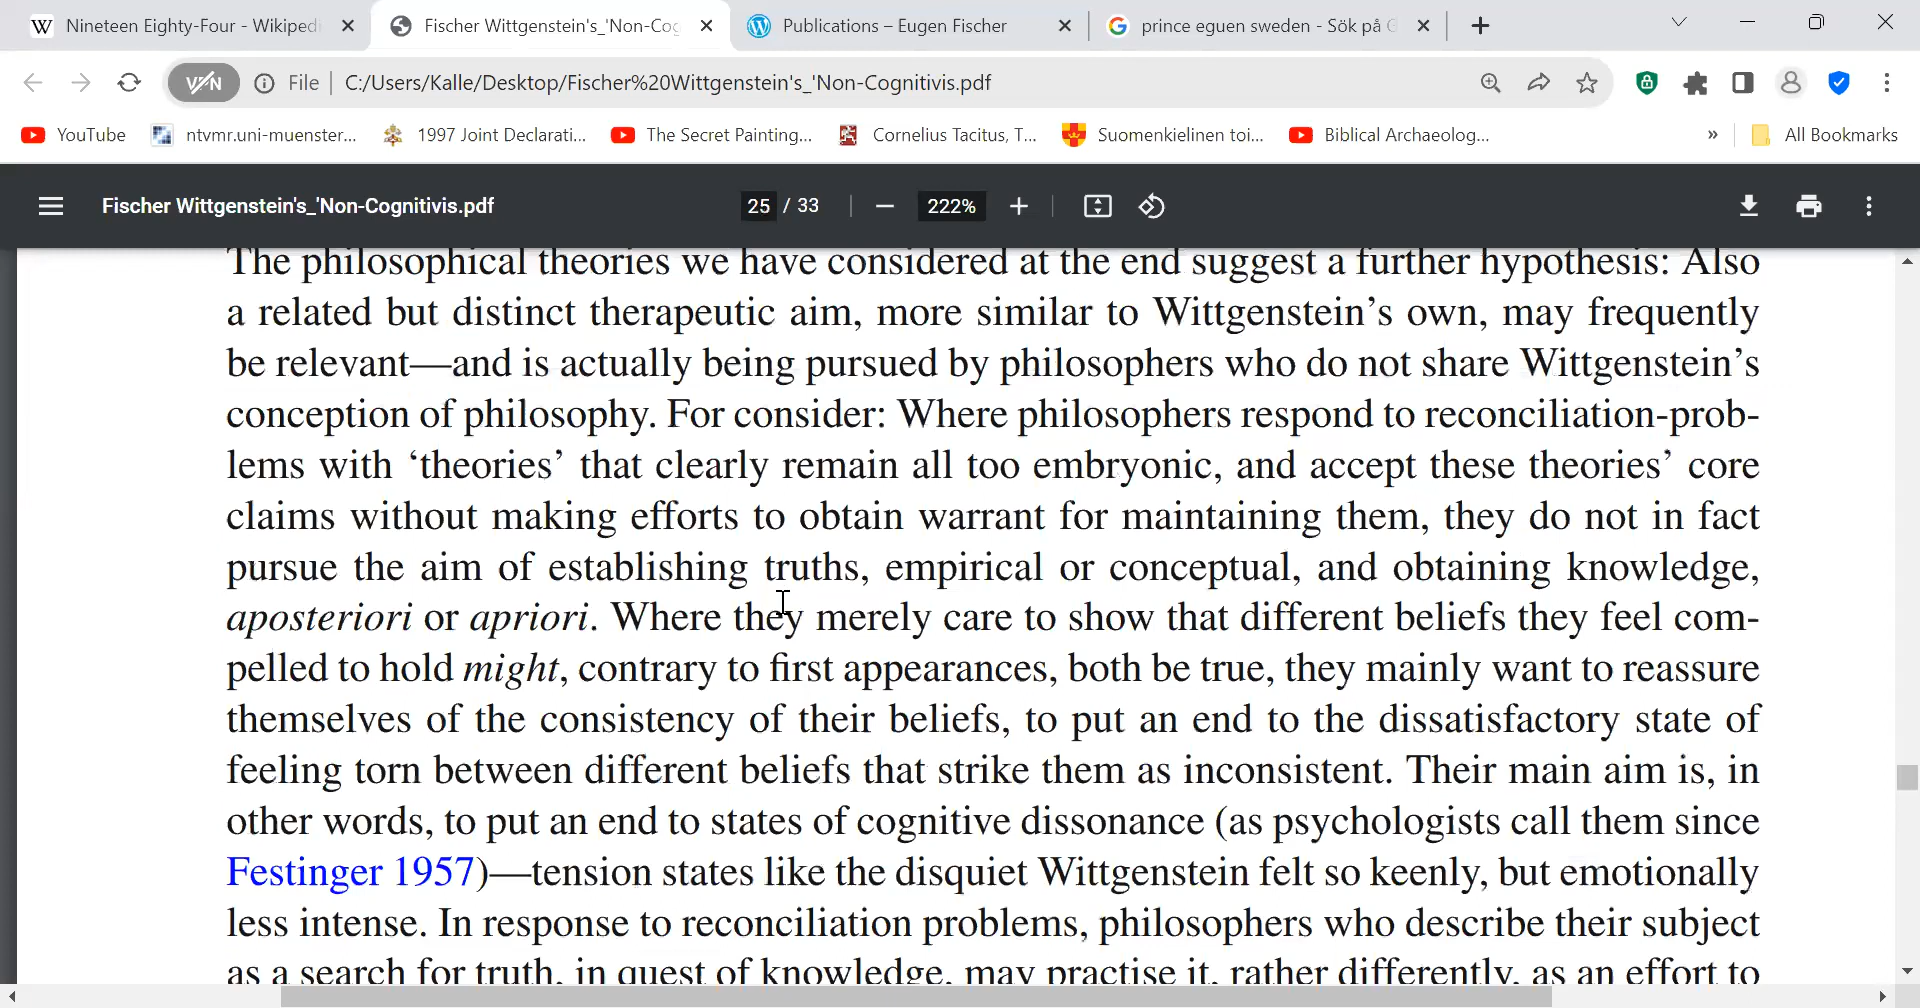 Nineteen Eighty-Four - Wikiped
Fischer Wittgenstein's_'Non-Cog
Publications – Eugen Fischer
prince eguen sweden - Sök på G
VPN
File
C:/Users/Kalle/Desktop/Fischer%20Wittgenstein's_'Non-Cognitivis.pdf
YouTube
ntvmr.uni-muenster...
1997 Joint Declarati...
The Secret Painting...
Cornelius Tacitus, T...
Suomenkielinen toi...
Biblical Archaeolog...
»
All Bookmarks
Fischer Wittgenstein's_'Non-Cognitivis.pdf
25 / 33
222%
The philosophical theories we have considered at the end suggest a further hypothesis: Also
a related but distinct therapeutic aim, more similar to Wittgenstein’s own, may frequently
be relevant—and is actually being pursued by philosophers who do not share Wittgenstein’s
conception of philosophy. For consider: Where philosophers respond to reconciliation-prob-
lems with ‘theories’ that clearly remain all too embryonic, and accept these theories’ core
claims without making efforts to obtain warrant for maintaining them, they do not in fact
pursue the aim of establishing truths, empirical or conceptual, and obtaining knowledge,
aposteriori or apriori. Where they merely care to show that different beliefs they feel com-
pelled to hold might, contrary to first appearances, both be true, they mainly want to reassure
themselves of the consistency of their beliefs, to put an end to the dissatisfactory state of
feeling torn between different beliefs that strike them as inconsistent. Their main aim is, in
other words, to put an end to states of cognitive dissonance (as psychologists call them since
Festinger 1957)—tension states like the disquiet Wittgenstein felt so keenly, but emotionally
less intense. In response to reconciliation problems, philosophers who describe their subject
as a search for truth, in quest of knowledge, may practise it, rather differently, as an effort to